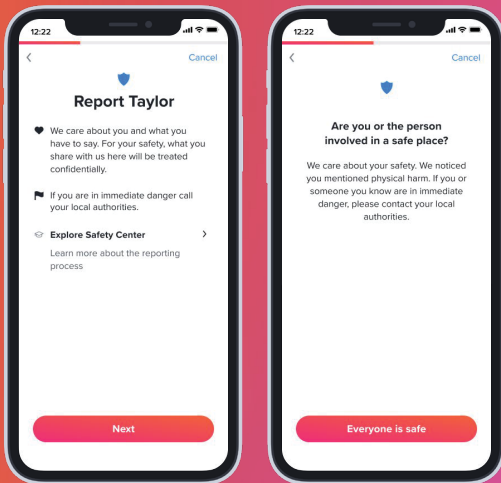 12:22
Cancel
Report Taylor
We care about you and what you
have to say. For your safety, what you
share with us here will be treated
confidentially.
If you are in immediate danger call
your local authorities.
Explore Safety Center
Learn more about the reporting
process
Next
12:22
Cancel
Are you or the person
involved in a safe place?
We care about your safety. We noticed
you mentioned physical harm. If you or
someone you know are in immediate
danger, please contact your local
authorities.
Everyone is safe